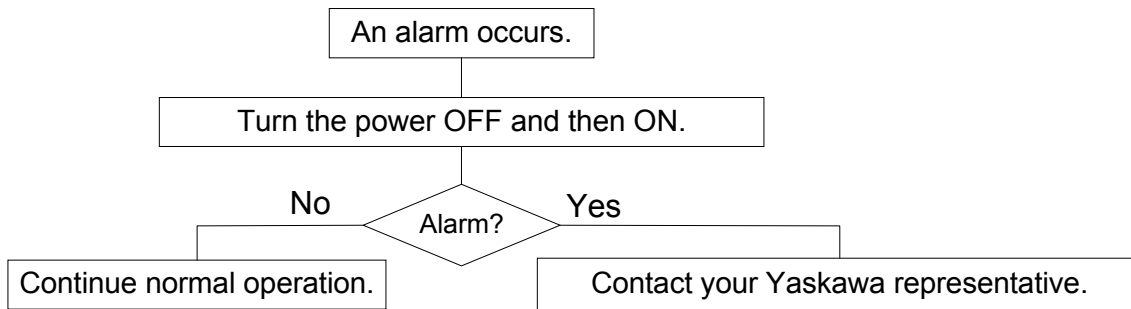 An alarm occurs.
Turn the power OFF and then ON.
No
Alarm?
Yes
Continue normal operation.
Contact your Yaskawa representative.